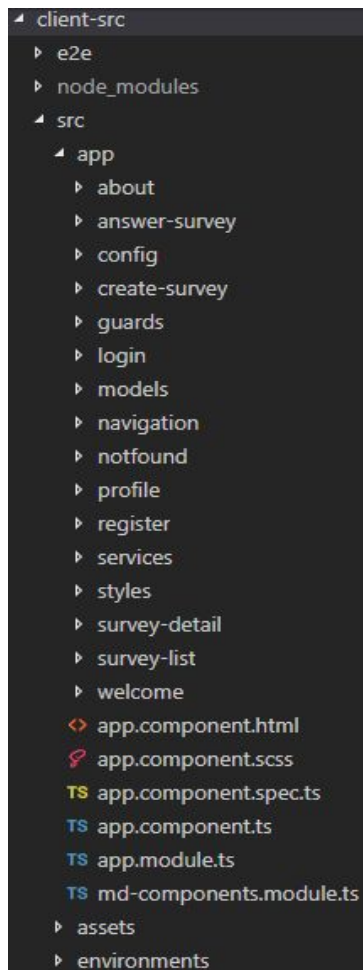 client-src
e2e
node_modules
src
app
about
answer-survey
config
create-survey
guards
login
models
navigation
notfound
profile
register
services
styles
survey-detail
survey-list
welcome
<> app.component.html
app.component.scss
TS app.component.spec.ts
TS app.component.ts
TS app.module.ts
TS md-components.module.ts
assets
environments